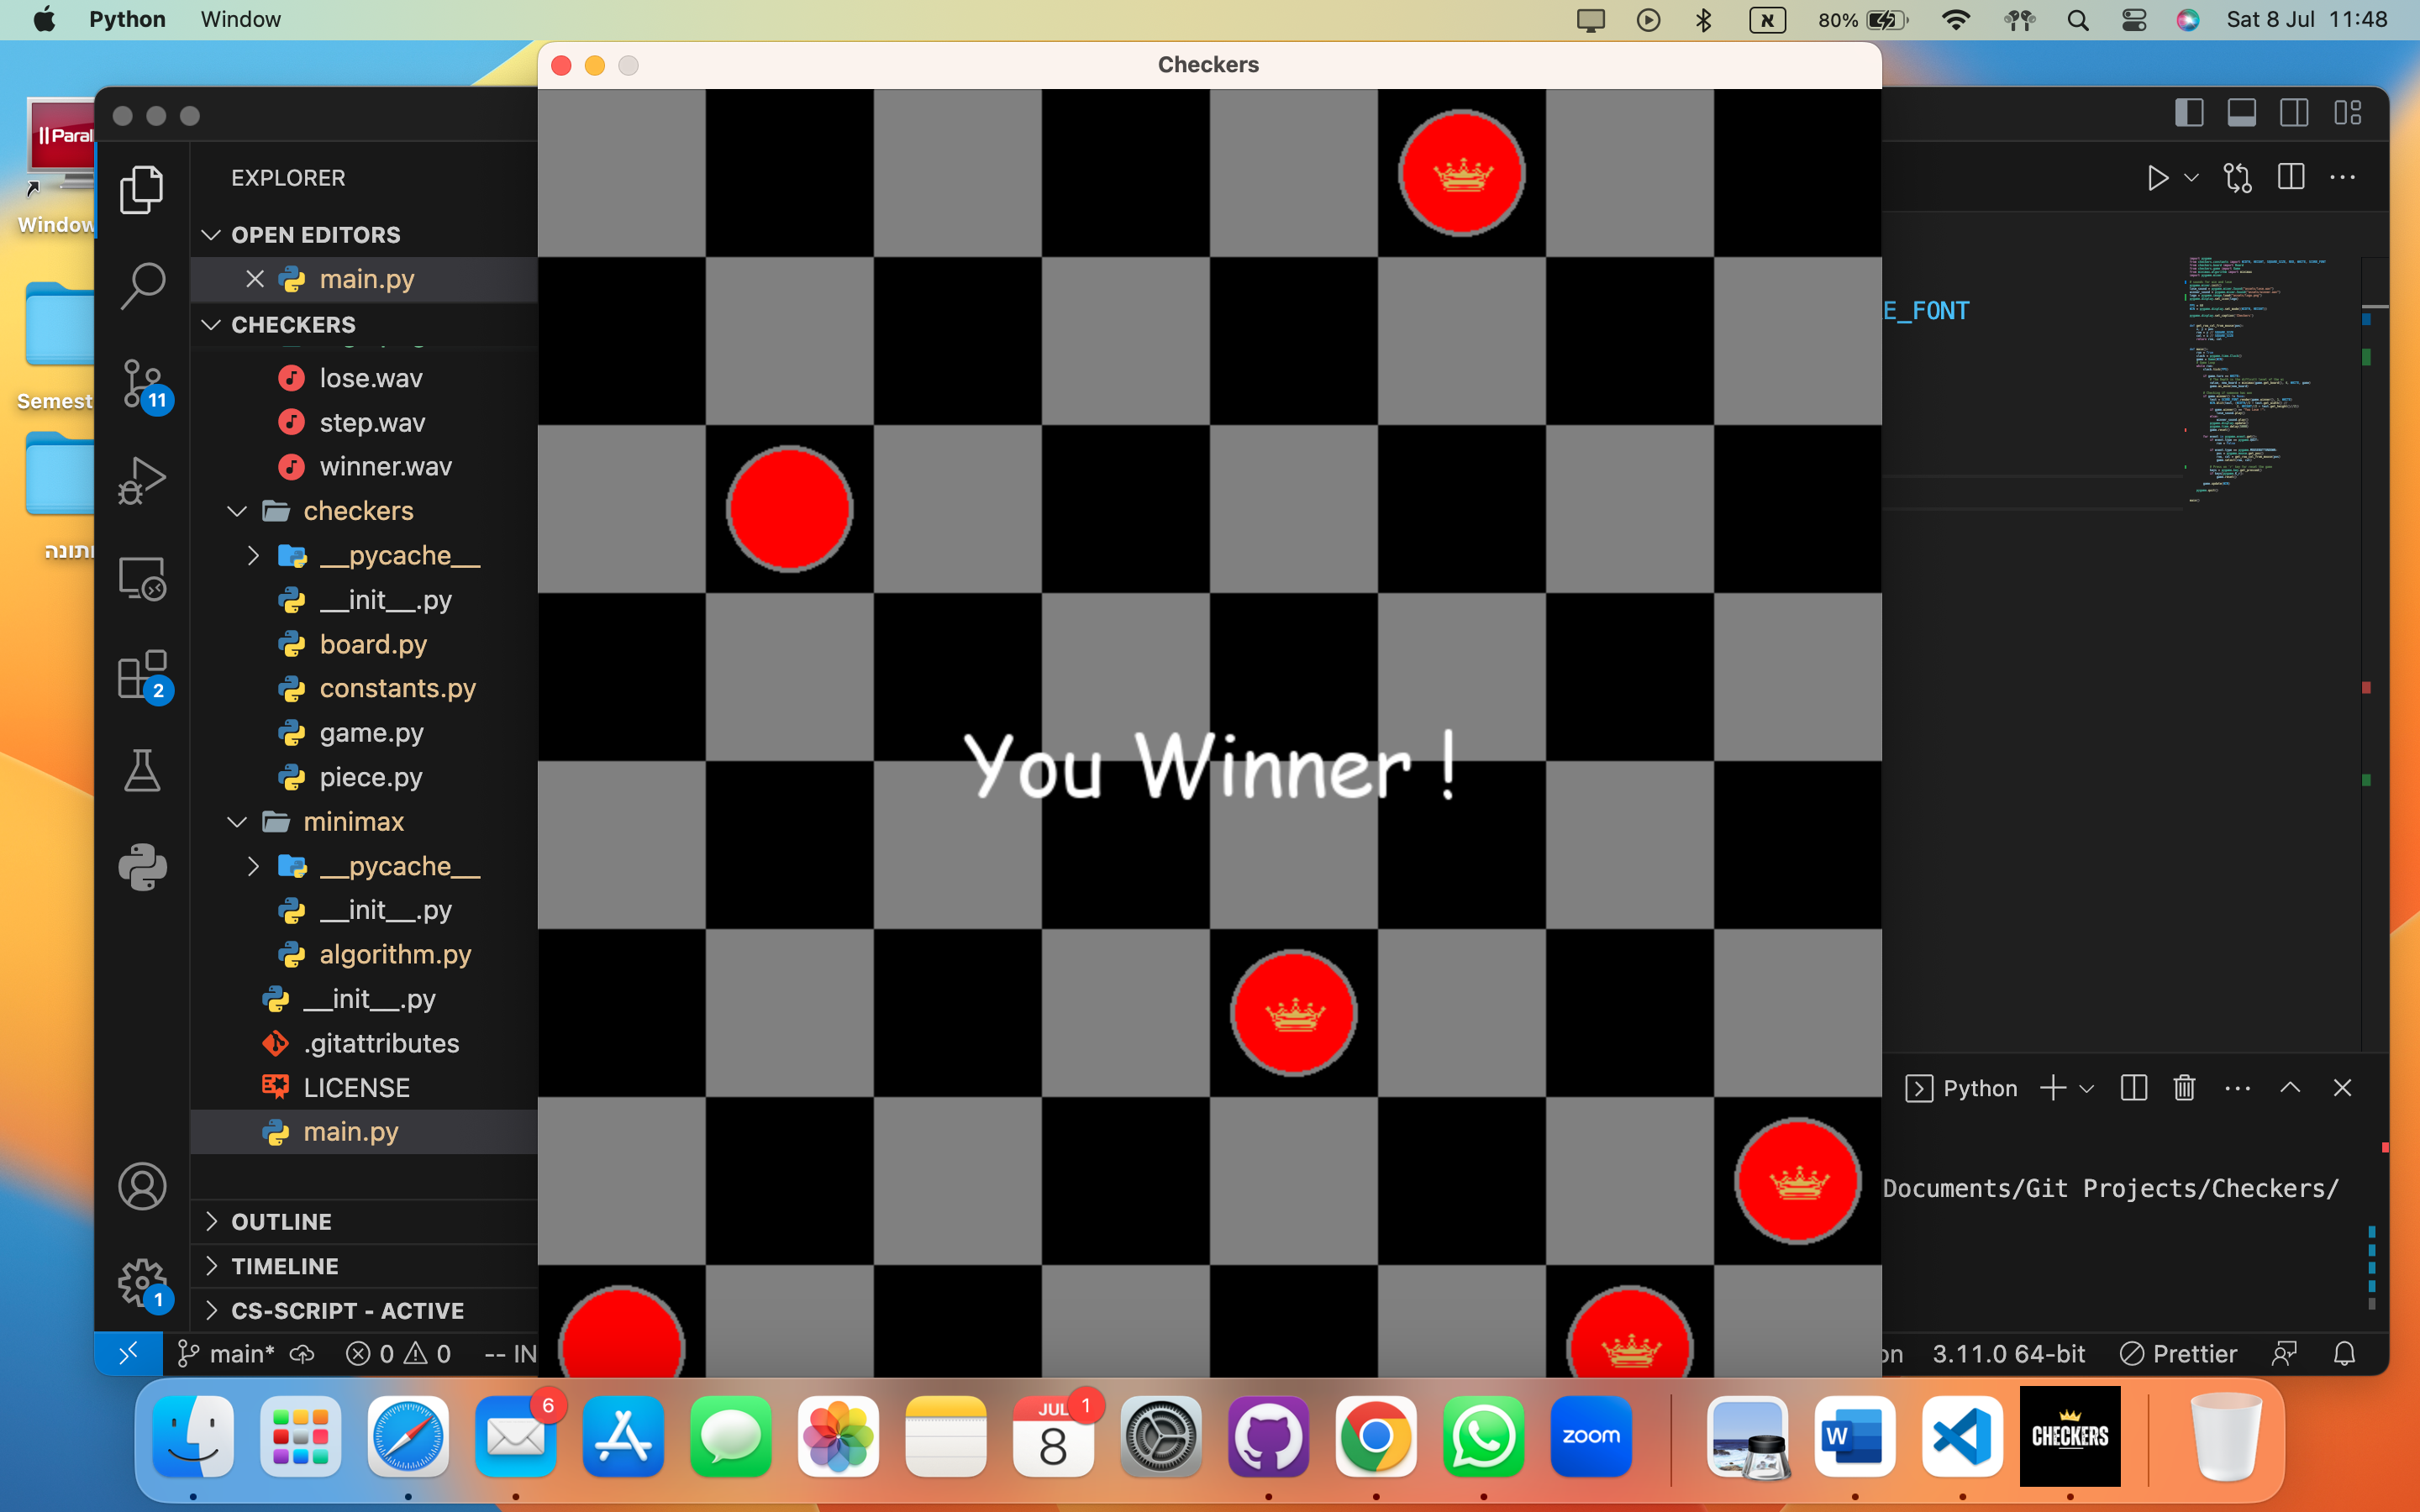 Python Window
80% Sat 8 Jul 11:48
Checkers
EXPLORER
OPEN EDITORS
main.py
CHECKERS
lose.wav
step.wav
winner.wav
checkers
__pycache__
__init__.py
board.py
constants.py
game.py
piece.py
minimax
__pycache__
__init__.py
algorithm.py
__init__.py
.gitattributes
LICENSE
main.py
OUTLINE
TIMELINE
CS-SCRIPT - ACTIVE
11
2
1
main* 0 0 -- IN
You Winner !
E_FONT
Python
Documents/Git Projects/Checkers/
on 3.11.0 64-bit Prettier
Paral
Window
Semest
6
JUL 1
8
zoom
W
CHECKERS